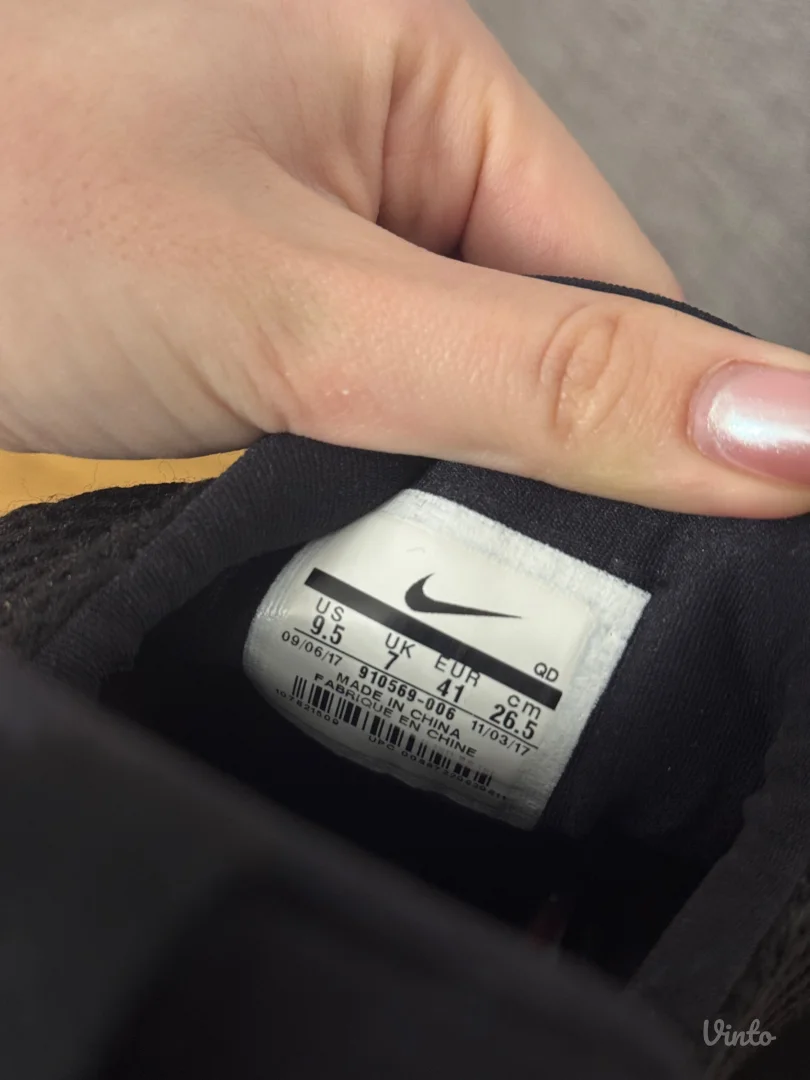 QD
US UK EUR cm
9.5 7 41 26.5
09/06/17 910569-006 11/03/17
MADE IN CHINA
FABRIQUE EN CHINE
Vinto